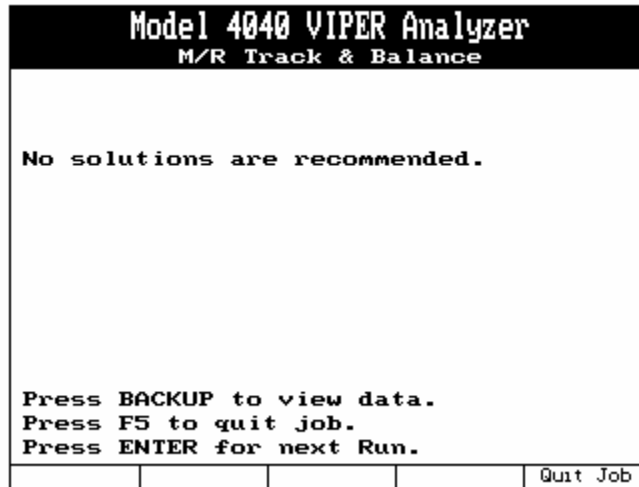 Model 4040 VIPER Analyzer
M/R Track & Balance
No solutions are recommended.
Press BACKUP to view data.
Press F5 to quit job.
Press ENTER for next Run.
Quit Job